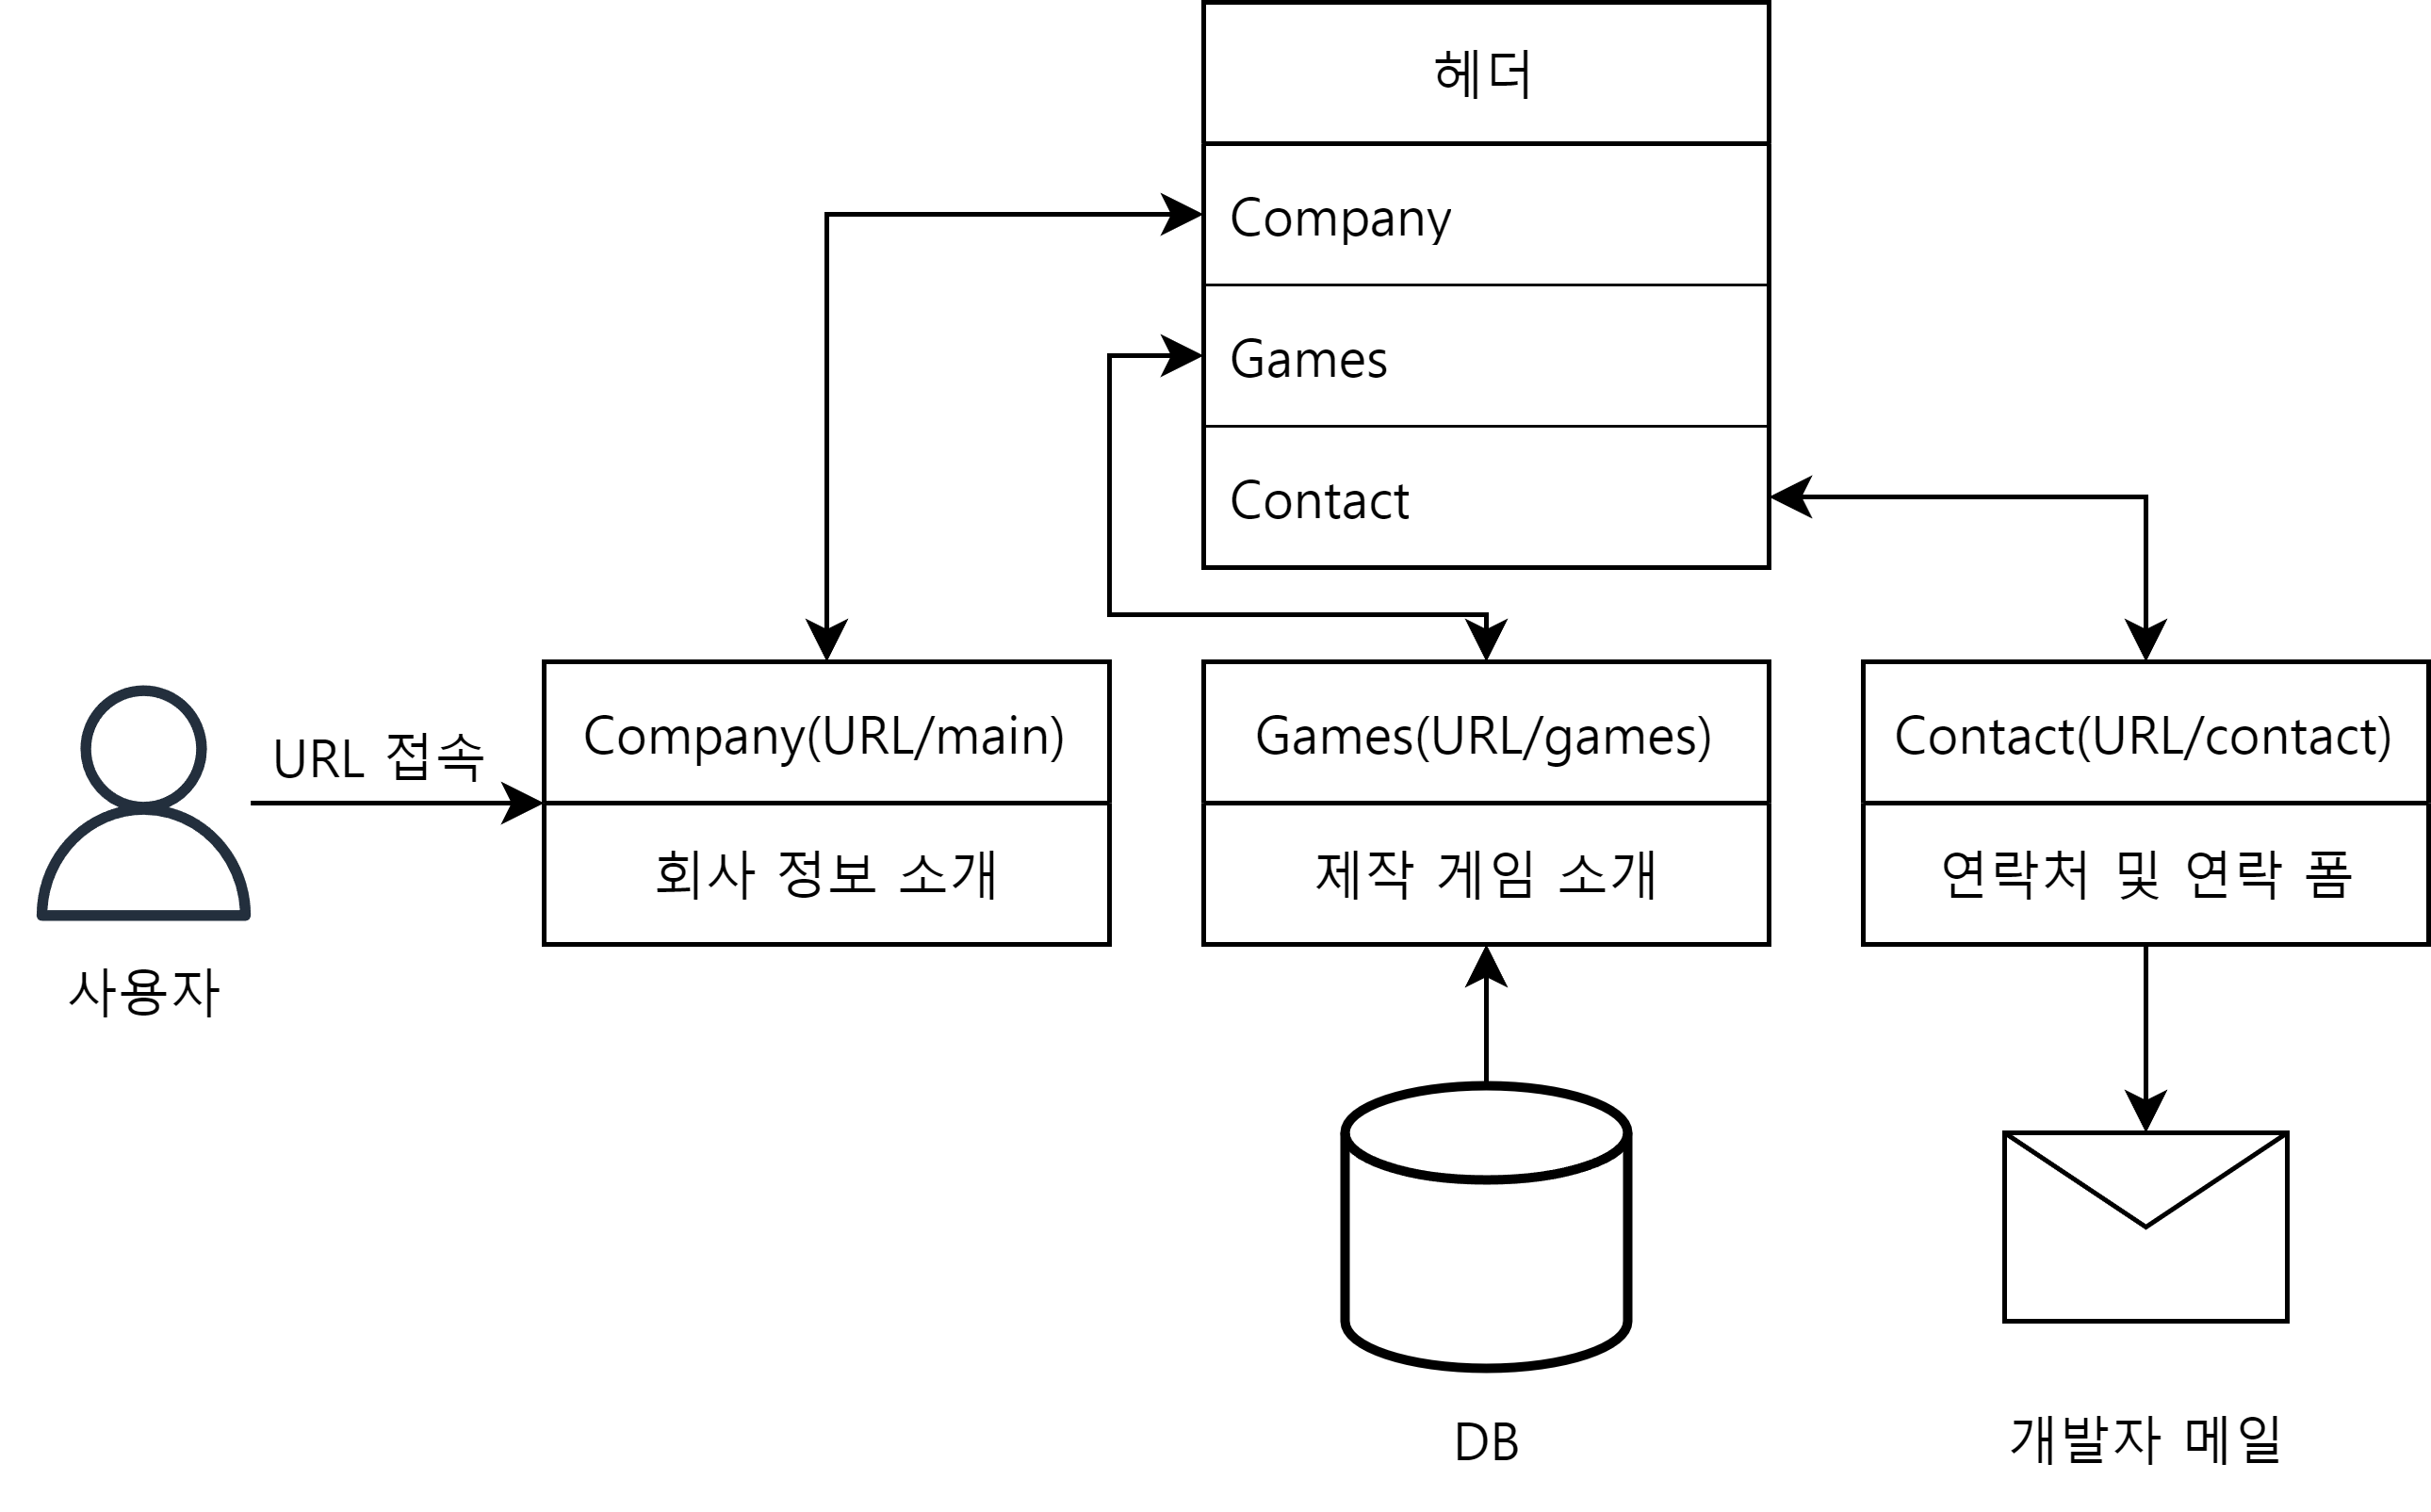 헤더
Company
Games
Contact
URL 접속
사용자
Company(URL/main)
회사 정보 소개
Games(URL/games)
제작 게임 소개
Contact(URL/contact)
연락처 및 연락 폼
DB
개발자 메일